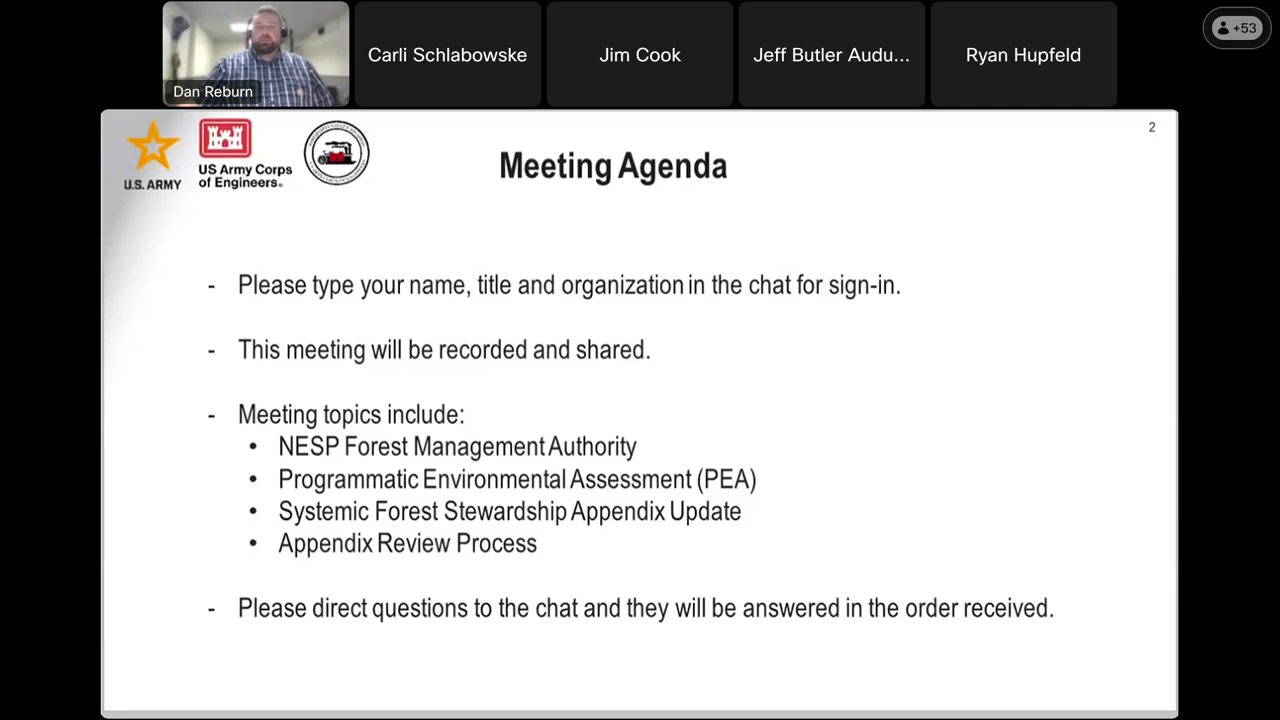 Dan Reburn
Carli Schlabowske
Jim Cook
Jeff Butler Audu...
Ryan Hupfeld
+53
2
U.S. ARMY
US Army Corps
of Engineers®
Meeting Agenda
- Please type your name, title and organization in the chat for sign-in.
- This meeting will be recorded and shared.
- Meeting topics include:
• NESP Forest Management Authority
• Programmatic Environmental Assessment (PEA)
• Systemic Forest Stewardship Appendix Update
• Appendix Review Process
- Please direct questions to the chat and they will be answered in the order received.